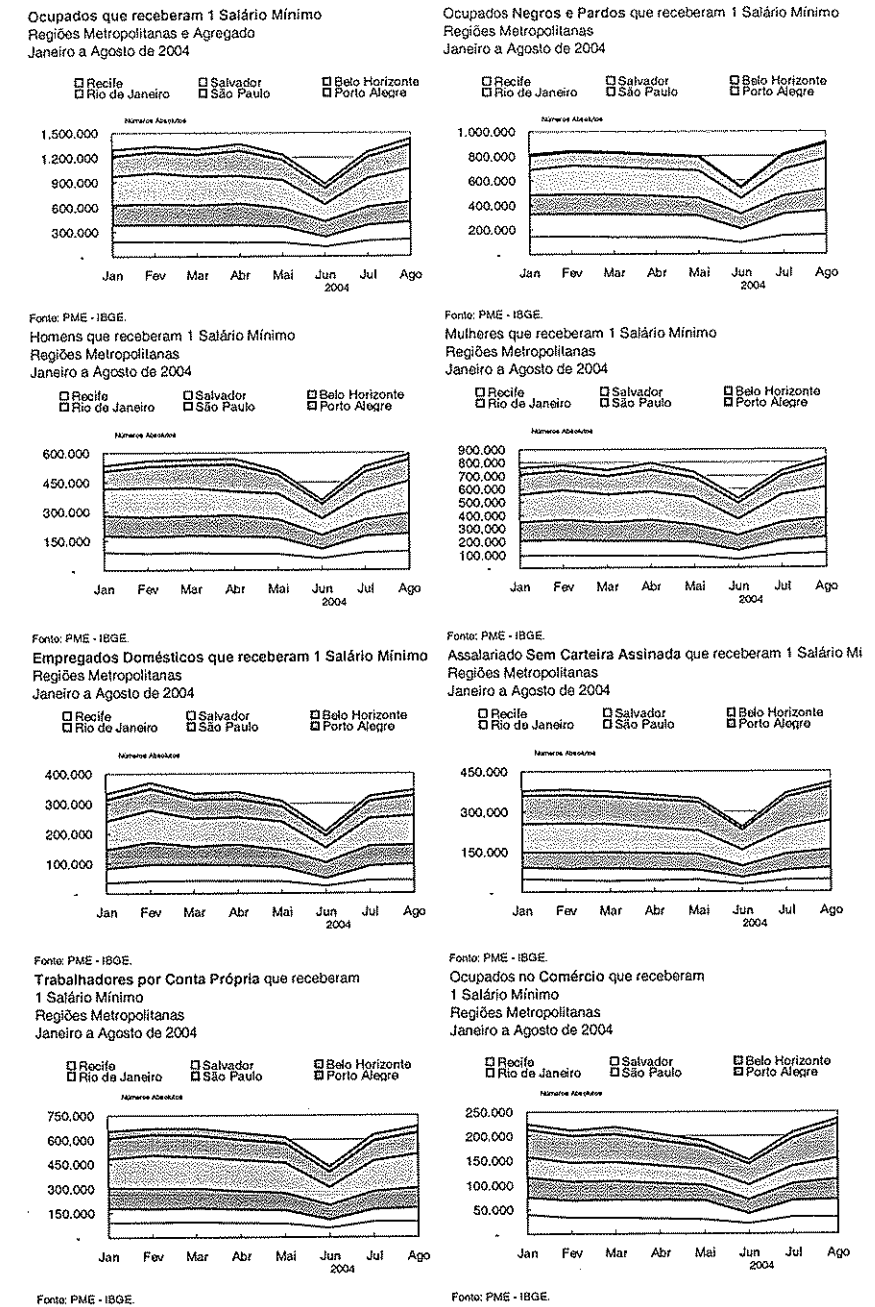 Ocupados que receberam 1 Salário Mínimo
Regiões Metropolitanas e Agregado
Janeiro a Agosto de 2004
Recife Salvador Belo Horizonte
Rio de Janeiro São Paulo Porto Alegre
Números Absolutos
1.500.000
1.200.000
900.000
600.000
300.000
-
Jan Fev Mar Abr Mai Jun Jul Ago
2004
Fonte: PME - IBGE.
Ocupados Negros e Pardos que receberam 1 Salário Mínimo
Regiões Metropolitanas
Janeiro a Agosto de 2004
Recife Salvador Belo Horizonte
Rio de Janeiro São Paulo Porto Alegre
Números Absolutos
1.000.000
800.000
600.000
400.000
200.000
-
Jan Fev Mar Abr Mai Jun Jul Ago
2004
Fonte: PME - IBGE.
Homens que receberam 1 Salário Mínimo
Regiões Metropolitanas
Janeiro a Agosto de 2004
Recife Salvador Belo Horizonte
Rio de Janeiro São Paulo Porto Alegre
Números Absolutos
600.000
450.000
300.000
150.000
-
Jan Fev Mar Abr Mai Jun Jul Ago
2004
Fonte: PME - IBGE.
Mulheres que receberam 1 Salário Mínimo
Regiões Metropolitanas
Janeiro a Agosto de 2004
Recife Salvador Belo Horizonte
Rio de Janeiro São Paulo Porto Alegre
Números Absolutos
900.000
800.000
700.000
600.000
500.000
400.000
300.000
200.000
100.000
-
Jan Fev Mar Abr Mai Jun Jul Ago
2004
Fonte: PME - IBGE.
Empregados Domésticos que receberam 1 Salário Mínimo
Regiões Metropolitanas
Janeiro a Agosto de 2004
Recife Salvador Belo Horizonte
Rio de Janeiro São Paulo Porto Alegre
Números Absolutos
400.000
300.000
200.000
100.000
-
Jan Fev Mar Abr Mai Jun Jul Ago
2004
Fonte: PME - IBGE.
Assalariado Sem Carteira Assinada que receberam 1 Salário Mi
Regiões Metropolitanas
Janeiro a Agosto de 2004
Recife Salvador Belo Horizonte
Rio de Janeiro São Paulo Porto Alegre
Números Absolutos
450.000
300.000
150.000
-
Jan Fev Mar Abr Mai Jun Jul Ago
2004
Fonte: PME - IBGE.
Trabalhadores por Conta Própria que receberam
1 Salário Mínimo
Regiões Metropolitanas
Janeiro a Agosto de 2004
Recife Salvador Belo Horizonte
Rio de Janeiro São Paulo Porto Alegre
Números Absolutos
750.000
600.000
450.000
300.000
150.000
-
Jan Fev Mar Abr Mai Jun Jul Ago
2004
Fonte: PME - IBGE.
Ocupados no Comércio que receberam
1 Salário Mínimo
Regiões Metropolitanas
Janeiro a Agosto de 2004
Recife Salvador Belo Horizonte
Rio de Janeiro São Paulo Porto Alegre
Números Absolutos
250.000
200.000
150.000
100.000
50.000
-
Jan Fev Mar Abr Mai Jun Jul Ago
2004
Fonte: PME - IBGE.